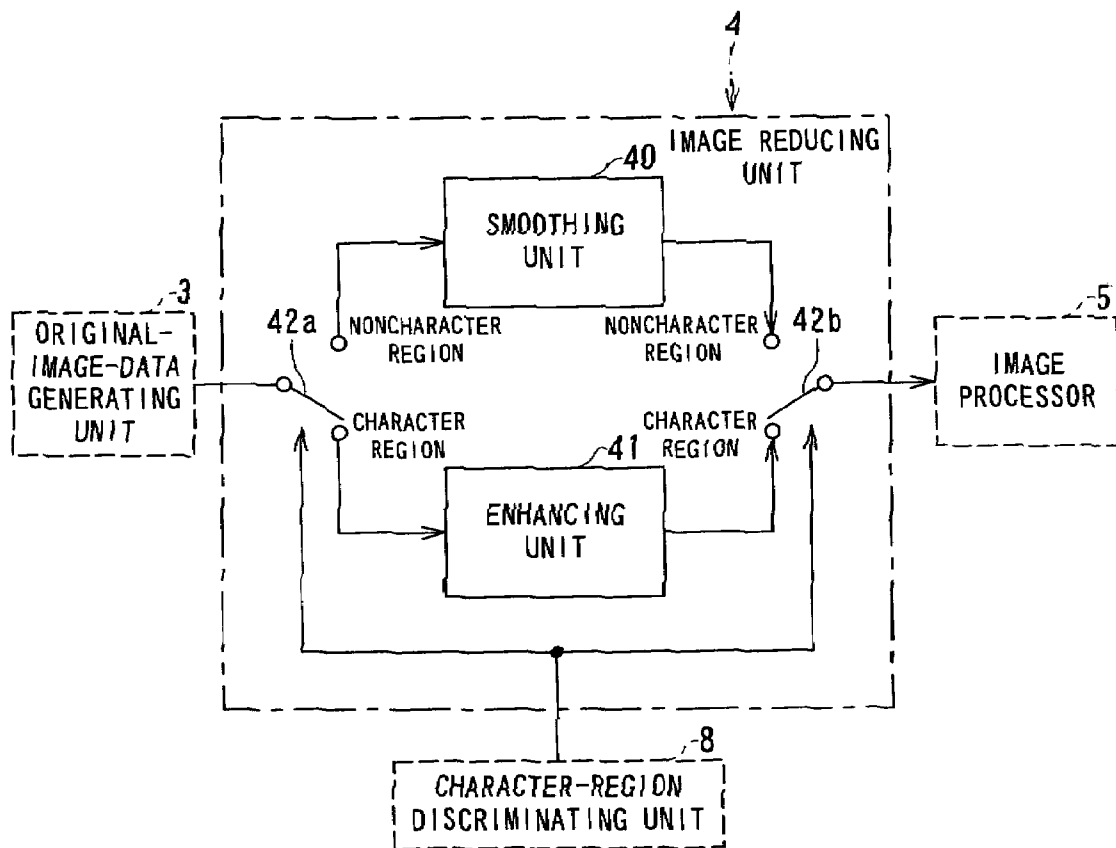 4
IMAGE REDUCING
UNIT
40
SMOOTHING
UNIT
3
ORIGINAL-
IMAGE-DATA
GENERATING
UNIT
42a
NONCHARACTER
REGION
NONCHARACTER
REGION
42b
5
IMAGE
PROCESSOR
CHARACTER
REGION
CHARACTER
REGION
41
ENHANCING
UNIT
8
CHARACTER-REGION
DISCRIMINATING UNIT